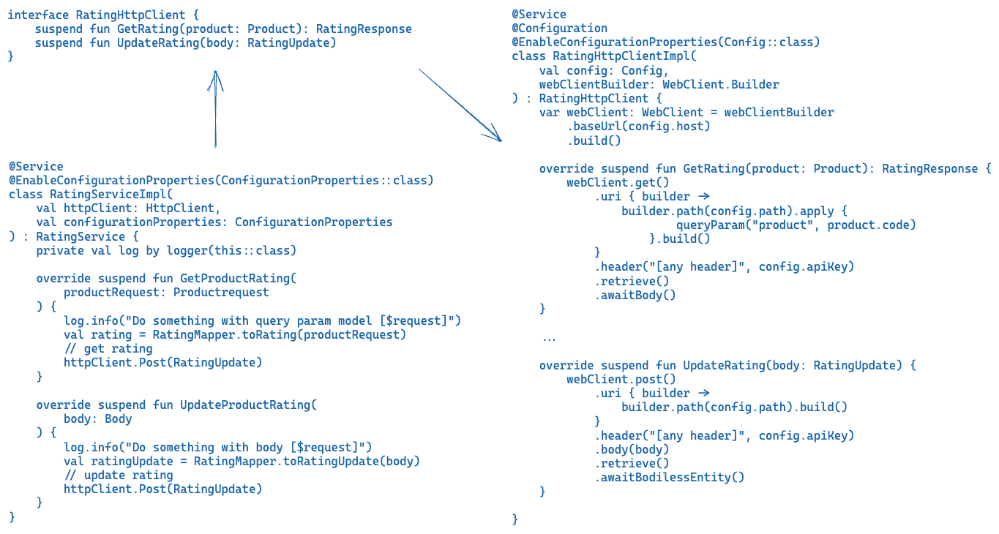 interface RatingHttpClient {
    suspend fun GetRating(product: Product): RatingResponse
    suspend fun UpdateRating(body: RatingUpdate)
}
@Service
@EnableConfigurationProperties(ConfigurationProperties::class)
class RatingServiceImpl(
    val httpClient: HttpClient,
    val configurationProperties: ConfigurationProperties
) : RatingService {
    private val log by logger(this::class)
    override suspend fun GetProductRating(
        productRequest: Productrequest
    ) {
        log.info("Do something with query param model [$request]")
        val rating = RatingMapper.toRating(productRequest)
        // get rating
        httpClient.Post(RatingUpdate)
    }
    override suspend fun UpdateProductRating(
        body: Body
    ) {
        log.info("Do something with body [$request]")
        val ratingUpdate = RatingMapper.toRatingUpdate(body)
        // update rating
        httpClient.Post(RatingUpdate)
    }
}
@Service
@Configuration
@EnableConfigurationProperties(Config::class)
class RatingHttpClientImpl(
    val config: Config,
    webClientBuilder: WebClient.Builder
) : RatingHttpClient {
    var webClient: WebClient = webClientBuilder
        .baseUrl(config.host)
        .build()
    override suspend fun GetRating(product: Product): RatingResponse {
        webClient.get()
            .uri { builder ->
                builder.path(config.path).apply {
                        queryParam("product", product.code)
                    }.build()
            }
            .header("[any header]", config.apiKey)
            .retrieve()
            .awaitBody()
    }
    ...
    override suspend fun UpdateRating(body: RatingUpdate) {
        webClient.post()
            .uri { builder ->
                builder.path(config.path).build()
            }
            .header("[any header]", config.apiKey)
            .body(body)
            .retrieve()
            .awaitBodilessEntity()
    }
}